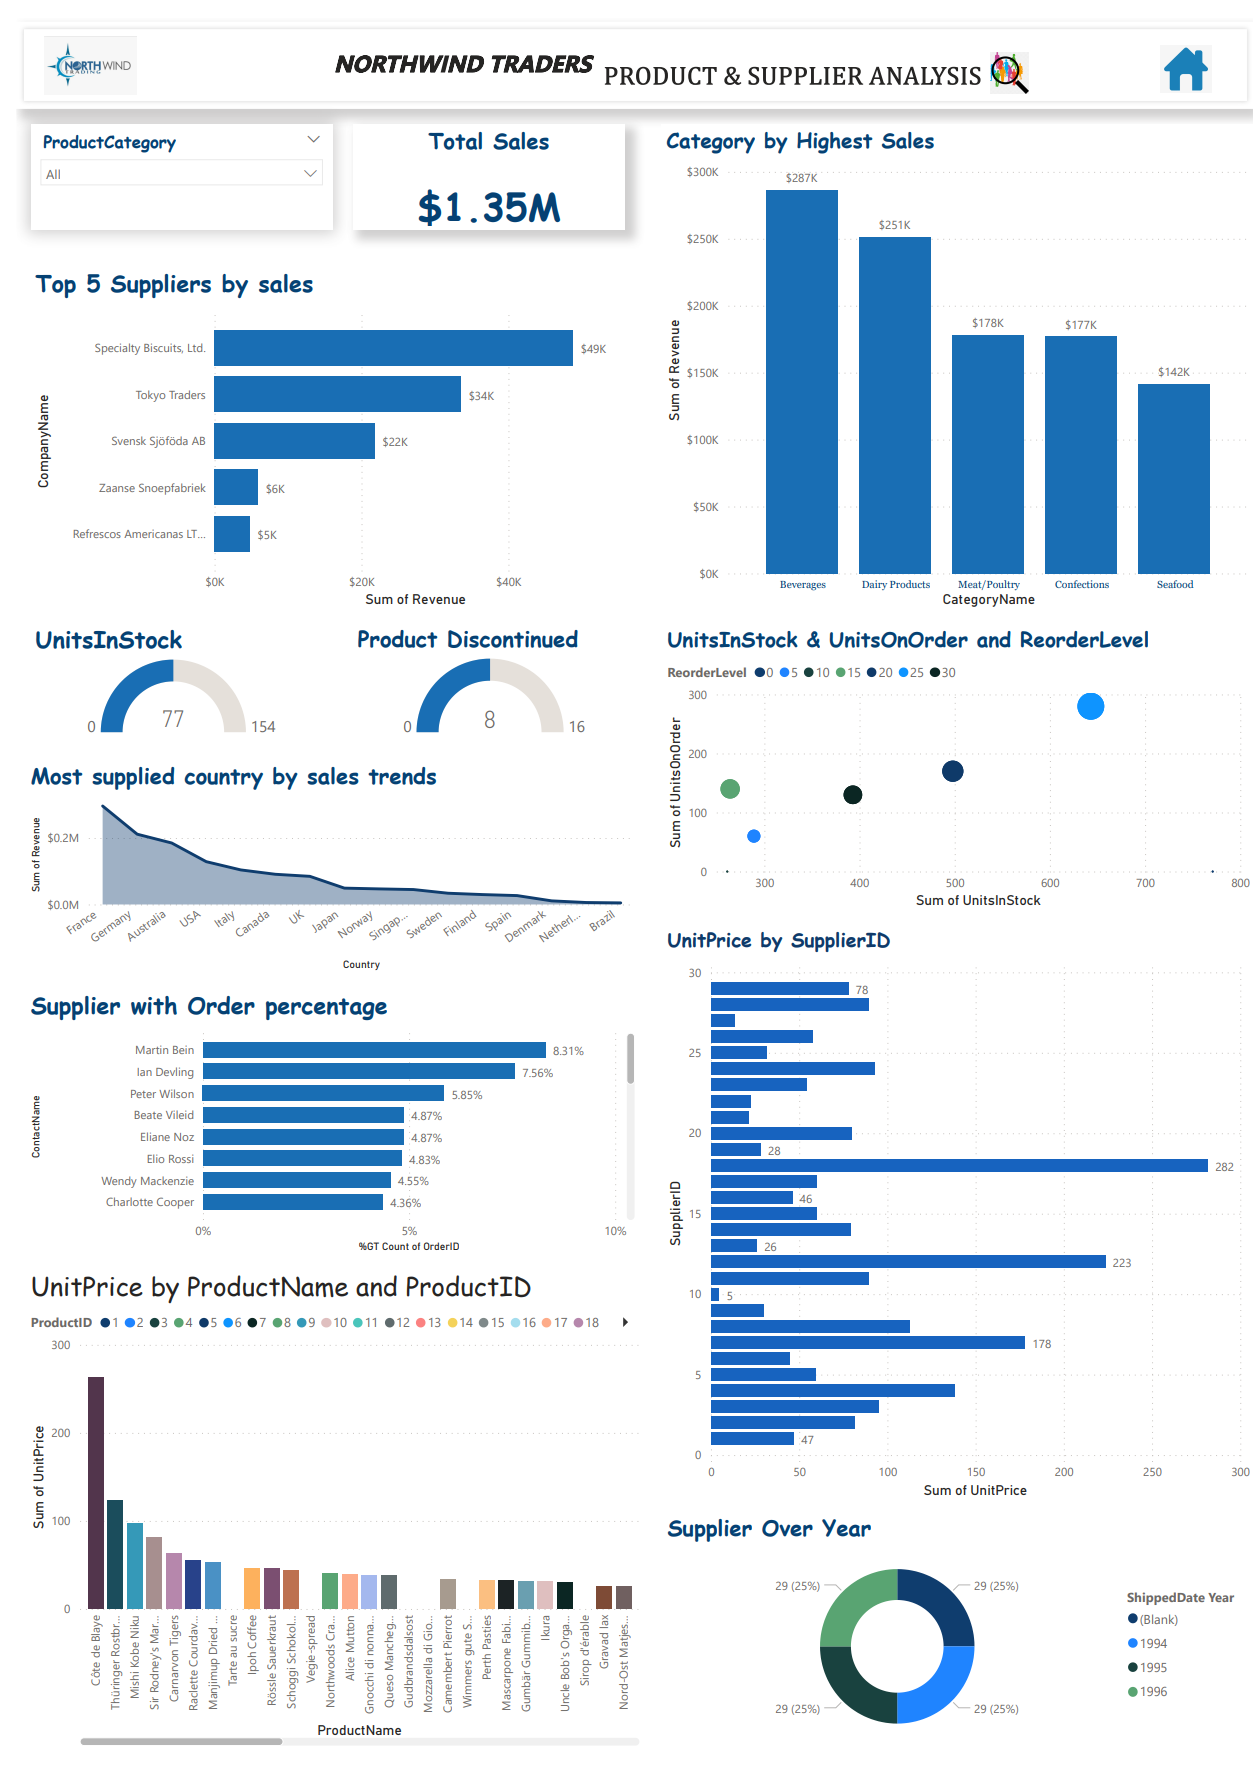 NORTHWIND
TRADING
NORTHWIND TRADERS PRODUCT & SUPPLIER ANALYSIS
ProductCategory
All
Total Sales
$1.35M
Category by Highest Sales
$300K
$250K
$200K
$150K
$100K
$50K
$0K
Sum of Revenue
$287K
$251K
$178K
$177K
$142K
Beverages
Dairy Products
Meat/Poultry
Confections
Seafood
CategoryName
Top 5 Suppliers by sales
CompanyName
Specialty Biscuits, Ltd.
$49K
Tokyo Traders
$34K
Svensk Sjöföda AB
$22K
Zaanse Snoepfabriek
$6K
Refrescos Americanas LT...
$5K
$0K
$20K
$40K
Sum of Revenue
UnitsInStock
0
77
154
Product Discontinued
0
8
16
UnitsInStock & UnitsOnOrder and ReorderLevel
ReorderLevel 0 5 10 15 20 25 30
300
200
100
0
Sum of UnitsOnOrder
300
400
500
600
700
800
Sum of UnitsInStock
Most supplied country by sales trends
Sum of Revenue
$0.2M
$0.0M
France
Germany
Australia
USA
Italy
Canada
UK
Japan
Norway
Singap...
Sweden
Finland
Spain
Denmark
Netherl...
Brazil
Country
UnitPrice by SupplierID
30
25
20
15
10
5
0
SupplierID
78
28
282
46
26
223
5
178
47
0
50
100
150
200
250
300
Sum of UnitPrice
Supplier with Order percentage
ContactName
Martin Bein
8.31%
Ian Devling
7.56%
Peter Wilson
5.85%
Beate Vileid
4.87%
Eliane Noz
4.87%
Elio Rossi
4.83%
Wendy Mackenzie
4.55%
Charlotte Cooper
4.36%
0%
5%
10%
%GT Count of OrderID
UnitPrice by ProductName and ProductID
ProductID 1 2 3 4 5 6 7 8 9 10 11 12 13 14 15 16 17 18
300
200
100
0
Sum of UnitPrice
Côte de Blaye
Thüringer Rostbr...
Mishi Kobe Niku
Sir Rodney's Mar...
Carnarvon Tigers
Raclette Courdav...
Manjimup Dried ...
Tarte au sucre
Ipoh Coffee
Rössle Sauerkraut
Schoggi Schokol...
Vegie-spread
Northwoods Cra...
Alice Mutton
Gnocchi di nonna...
Queso Mancheg...
Gudbrandsdalsost
Mozzarella di Gio...
Camembert Pierrot
Wimmers gute S...
Perth Pasties
Mascarpone Fabi...
Gumbär Gummib...
Ikura
Uncle Bob's Orga...
Sirop d'érable
Gravad lax
Nord-Ost Matjes...
ProductName
Supplier Over Year
29 (25%)
29 (25%)
29 (25%)
29 (25%)
ShippedDate Year
(Blank)
1994
1995
1996